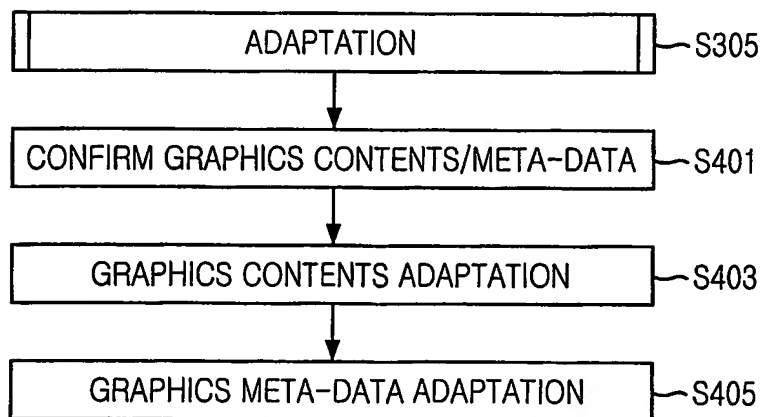 ADAPTATION S305
CONFIRM GRAPHICS CONTENTS/META-DATA S401
GRAPHICS CONTENTS ADAPTATION S403
GRAPHICS META-DATA ADAPTATION S405